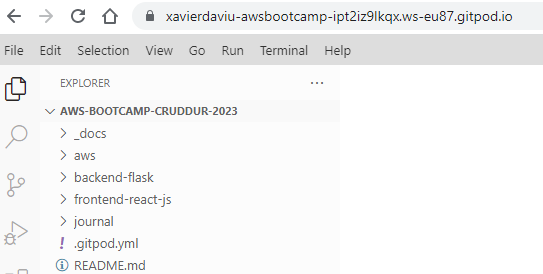 xavierdaviu-awsbootcamp-ipt2iz9lkqx.ws-eu87.gitpod.io
File Edit Selection View Go Run Terminal Help
EXPLORER ...
AWS-BOOTCAMP-CRUDDUR-2023
_docs
aws
backend-flask
frontend-react-js
journal
! .gitpod.yml
README.md